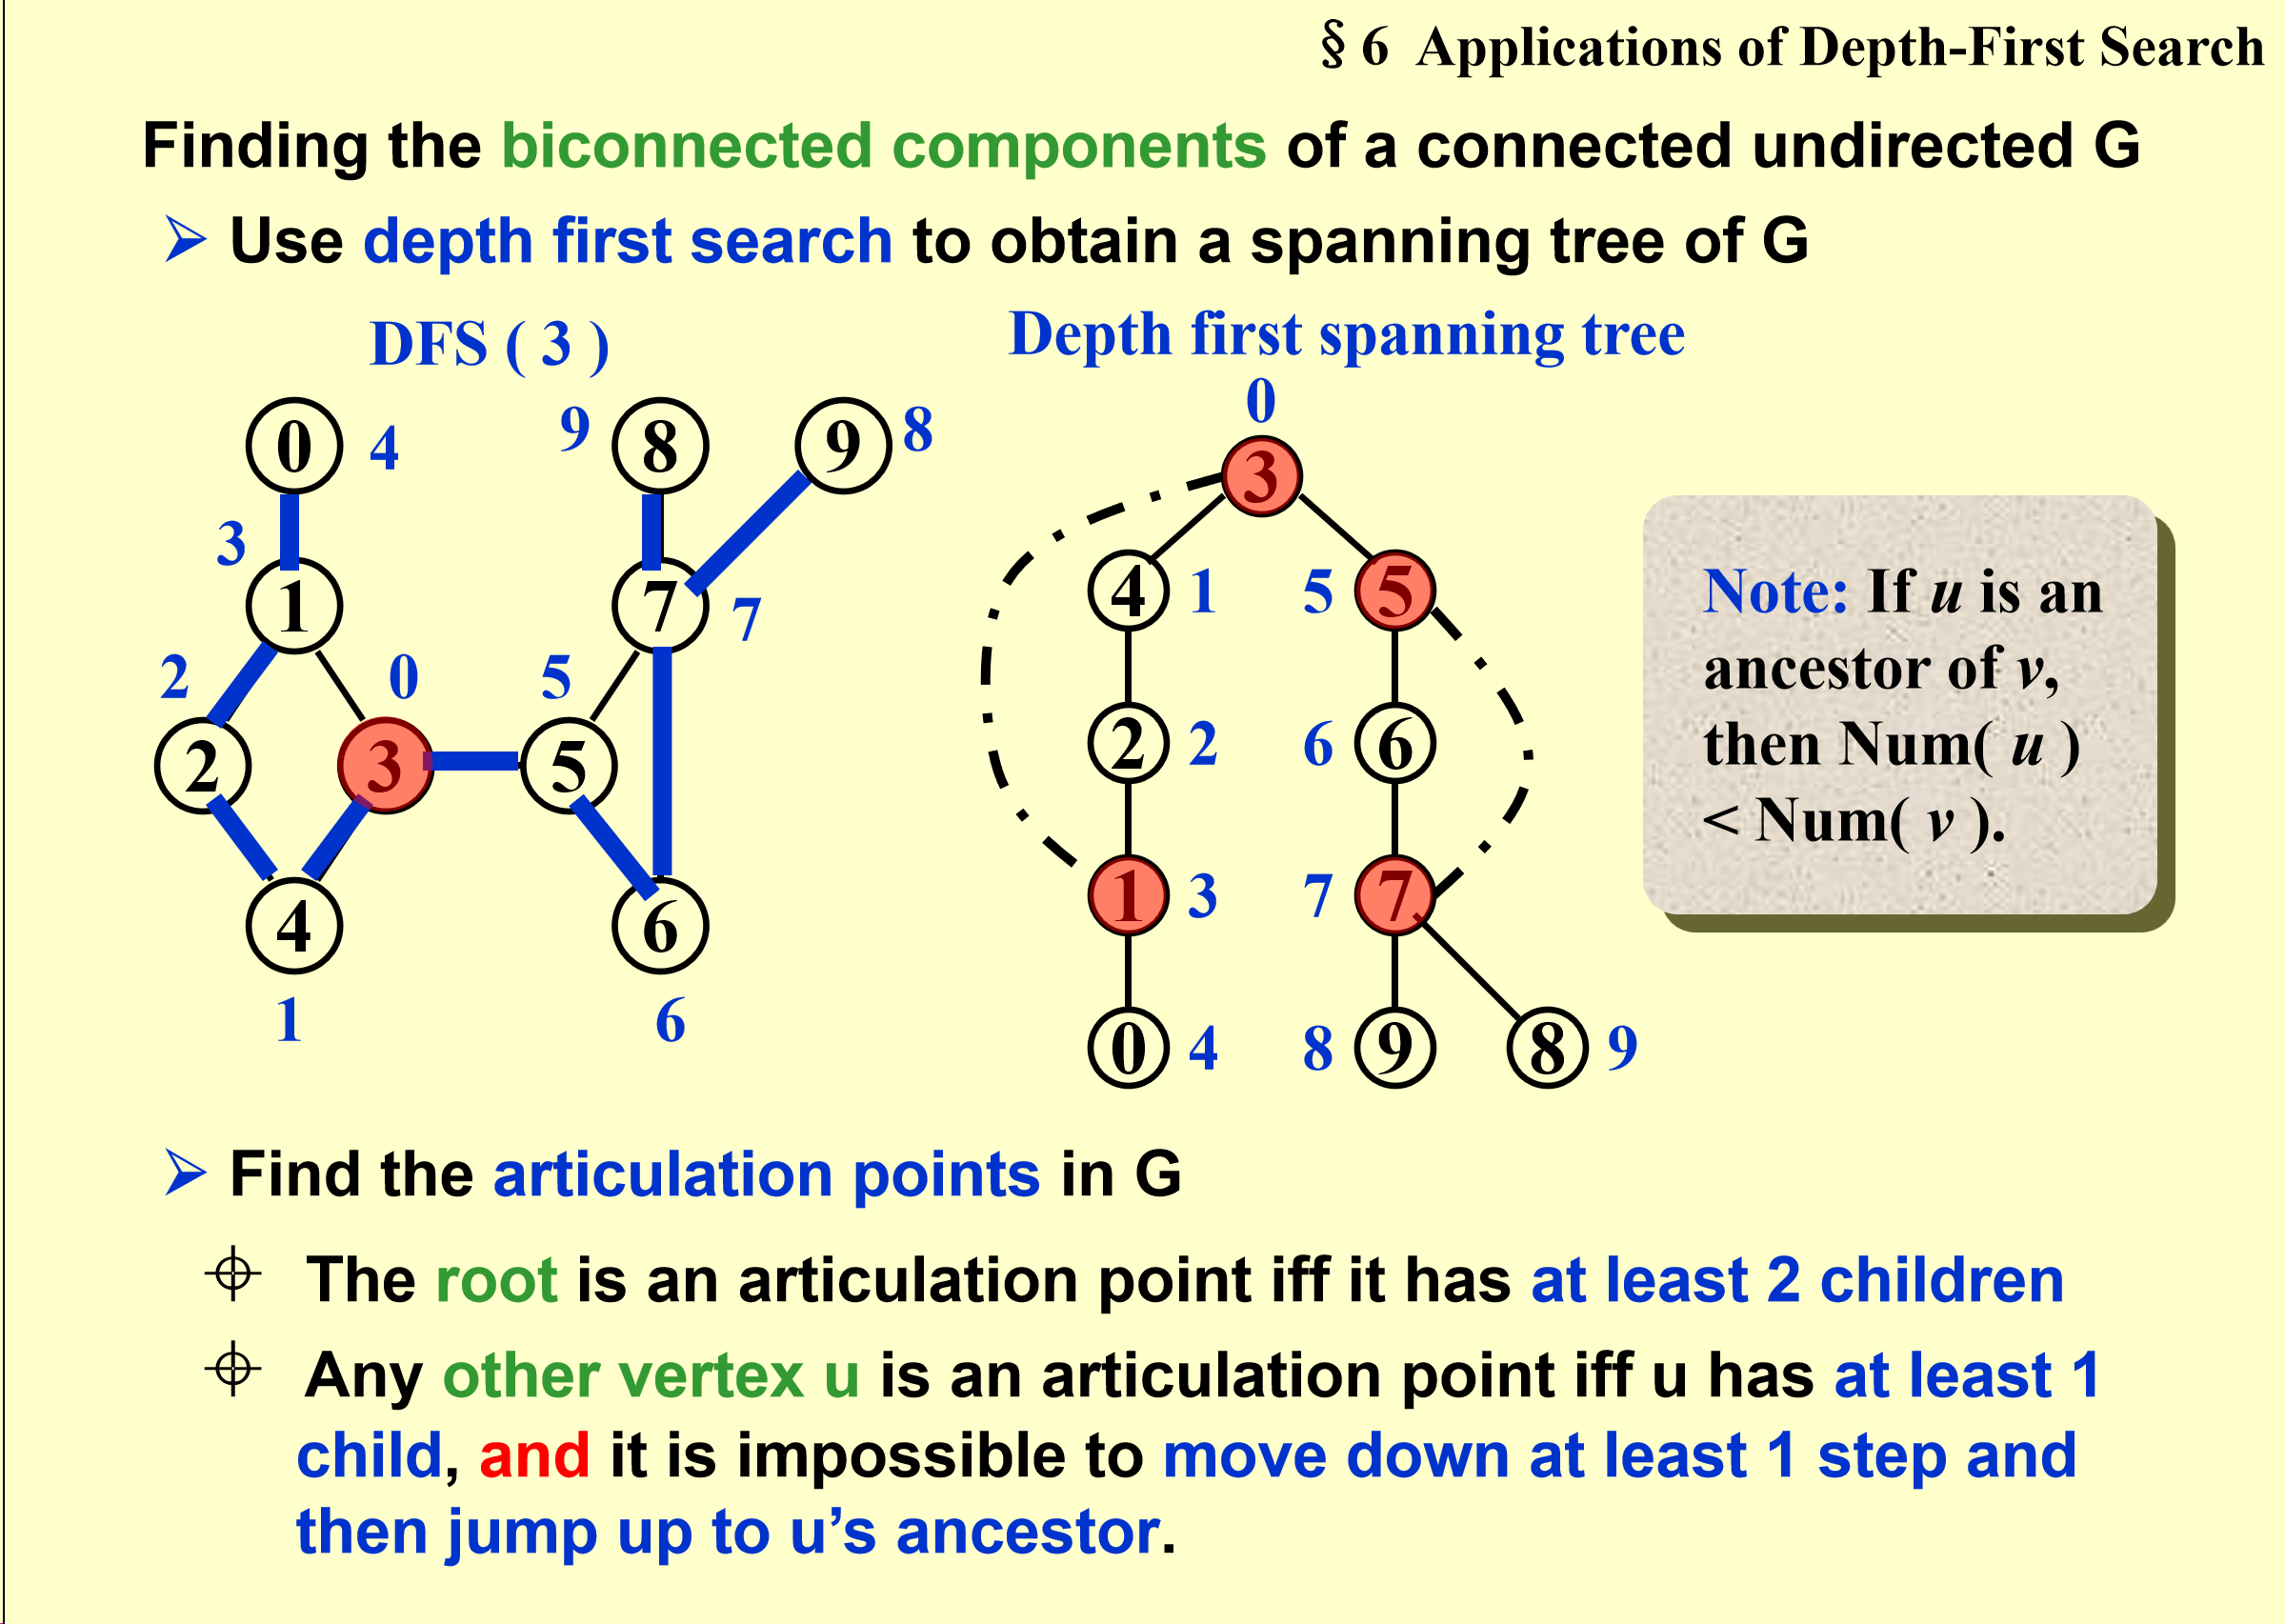 § 6 Applications of Depth-First Search
Finding the biconnected components of a connected undirected G
Use depth first search to obtain a spanning tree of G
DFS ( 3 )
0 4
9 8
9 8
3
1
7 7
2 0 5
2 3 5
4 6
1 6
Depth first spanning tree
0
3
4 1 5 5
2 2 6 6
1 3 7 7
0 4 8 9 8 9
Note: If u is an
ancestor of v,
then Num( u )
< Num( v ).
Find the articulation points in G
The root is an articulation point iff it has at least 2 children
Any other vertex u is an articulation point iff u has at least 1
child, and it is impossible to move down at least 1 step and
then jump up to u’s ancestor.